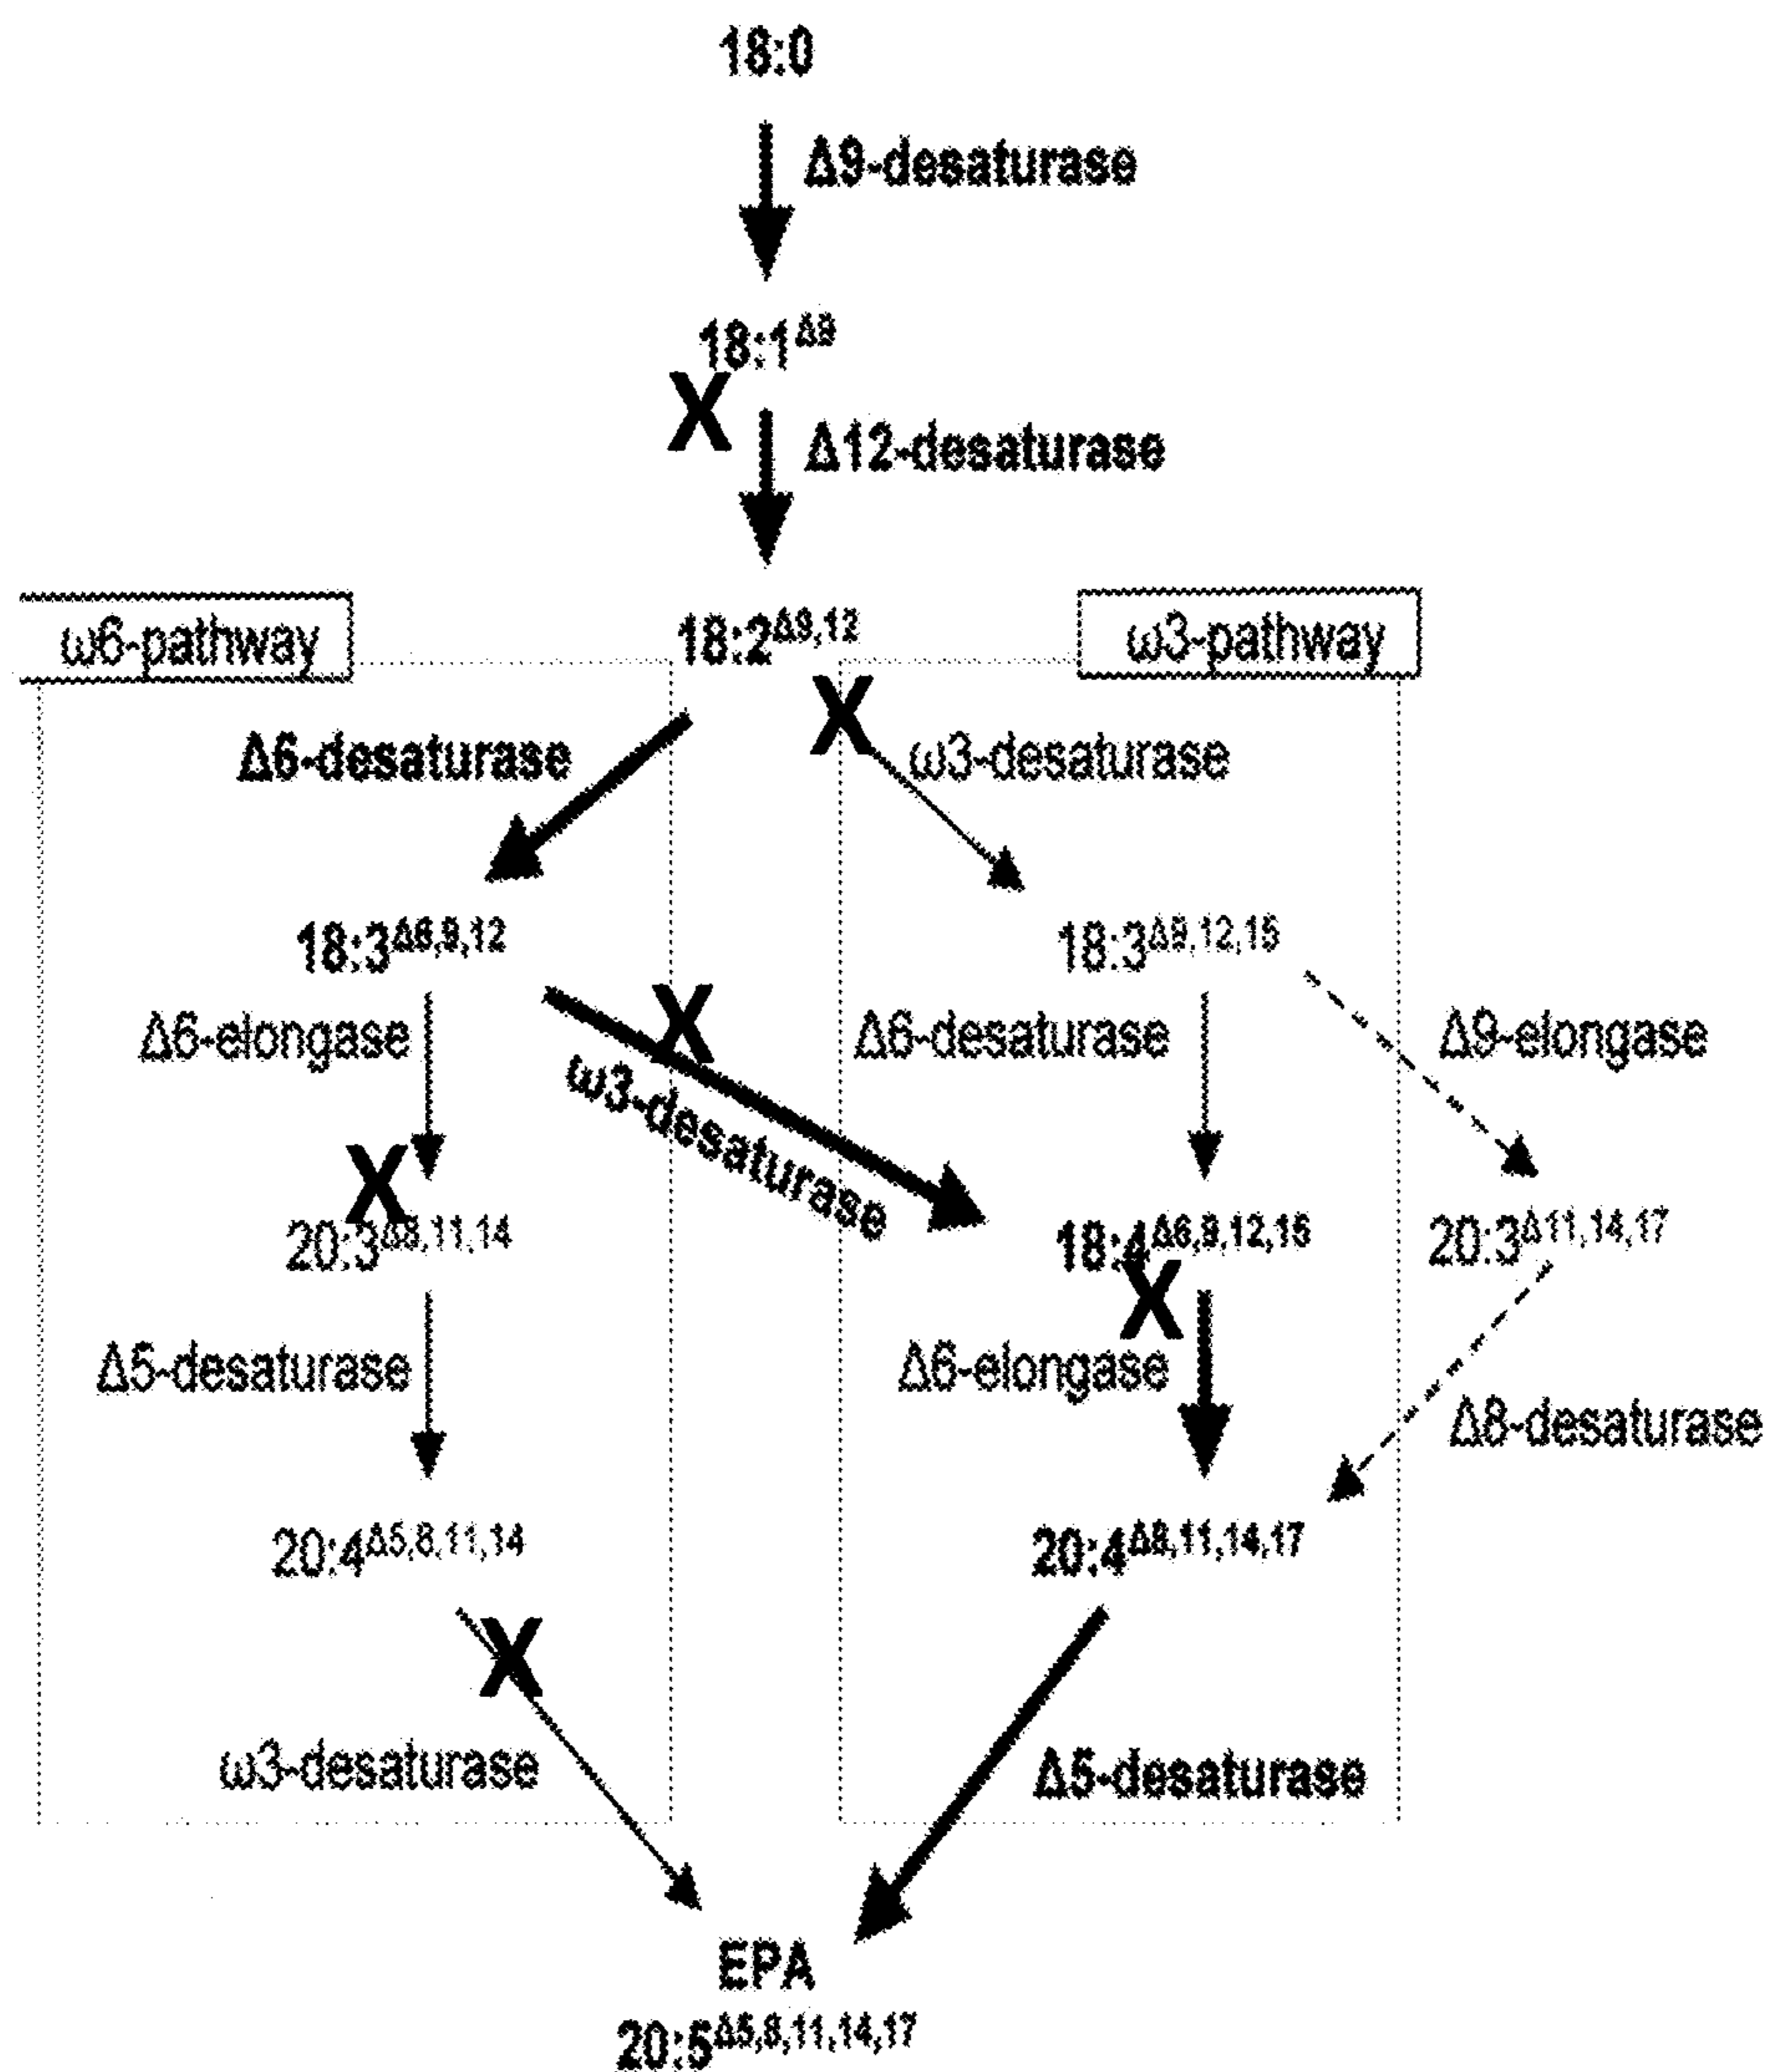 18:0
Δ9-desaturase
18:1Δ9
X
Δ12-desaturase
ω6-pathway
18:2Δ9,12
ω3-pathway
X
Δ6-desaturase
ω3-desaturase
18:3Δ6,9,12
18:3Δ9,12,15
X
Δ6-elongase
ω3-desaturase
Δ6-desaturase
Δ9-elongase
X
20:3Δ8,11,14
18:4Δ6,9,12,15
20:3Δ11,14,17
X
Δ5-desaturase
Δ6-elongase
Δ8-desaturase
20:4Δ5,8,11,14
20:4Δ8,11,14,17
X
ω3-desaturase
Δ5-desaturase
EPA
20:5Δ5,8,11,14,17